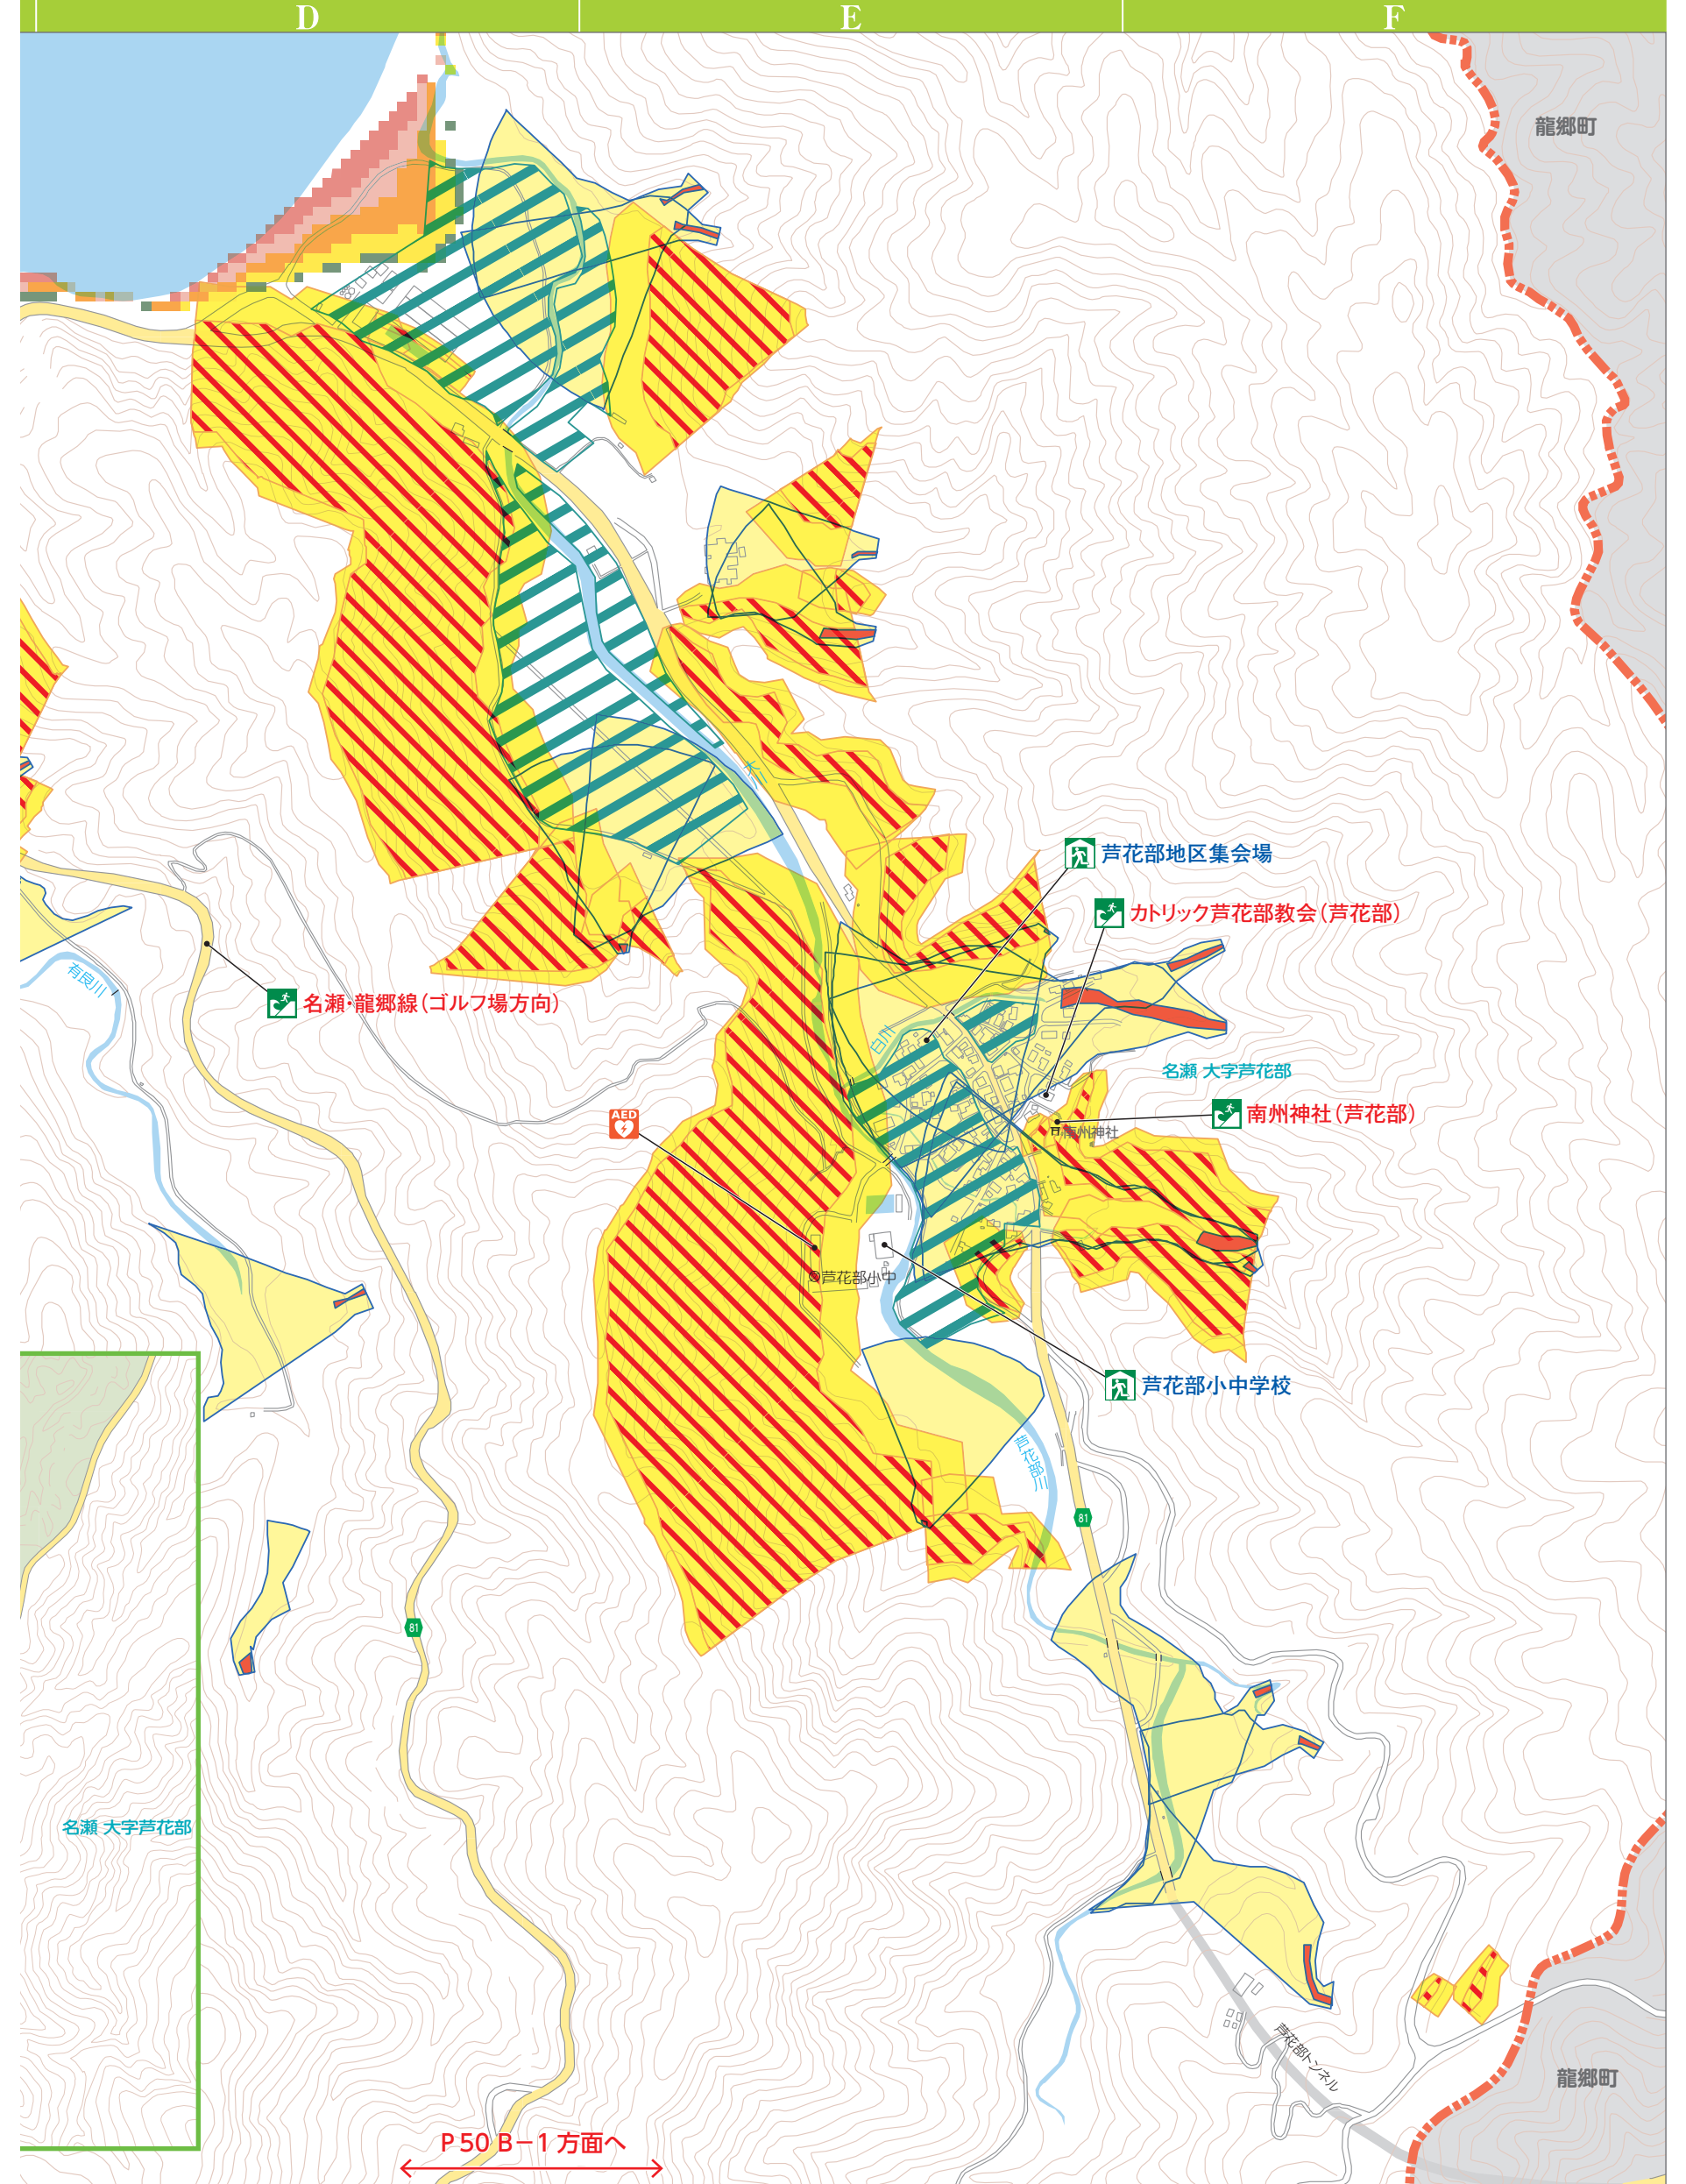 D
E
F
龍郷町
大川
芦花部地区集会場
カトリック芦花部教会（芦花部）
有良川
名瀬・龍郷線（ゴルフ場方向）
白川
名瀬 大字芦花部
AED
南州神社（芦花部）
南州神社
芦花部小中
芦花部小中学校
芦花部川
81
81
名瀬 大字芦花部
芦花部トンネル
龍郷町
P 50 B－1 方面へ